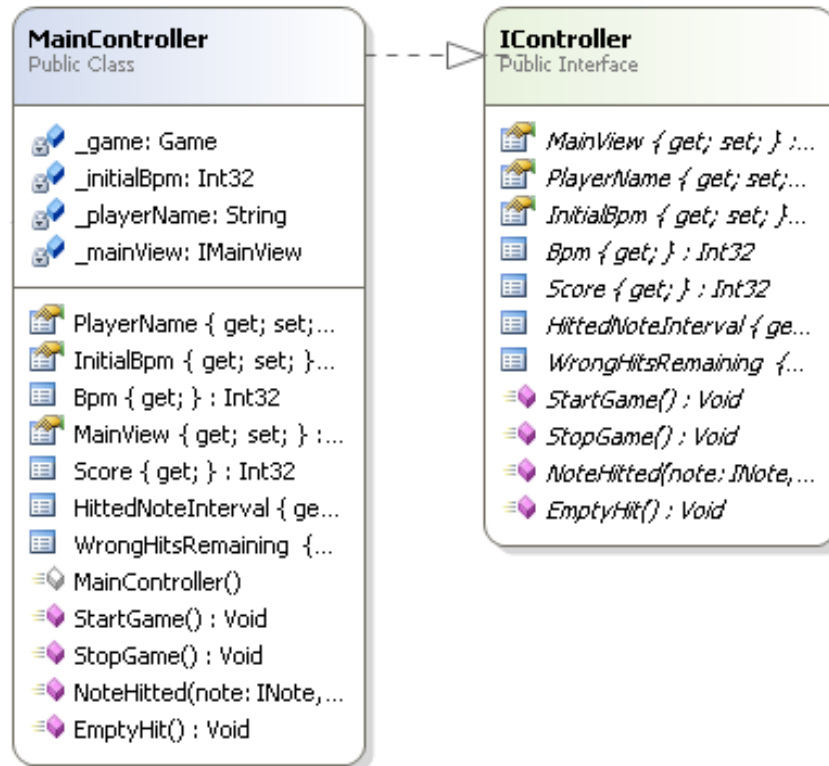 MainController
Public Class
_game: Game
_initialBpm: Int32
_playerName: String
_mainView: IMainView
PlayerName { get; set;...
InitialBpm { get; set; }...
Bpm { get; } : Int32
MainView { get; set; } :...
Score { get; } : Int32
HittedNoteInterval { ge...
WrongHitsRemaining {...
MainController()
StartGame() : Void
StopGame() : Void
NoteHitted(note: INote,...
EmptyHit() : Void
IController
Public Interface
MainView { get; set; } :...
PlayerName { get; set;...
InitialBpm { get; set; }...
Bpm { get; } : Int32
Score { get; } : Int32
HittedNoteInterval { ge...
WrongHitsRemaining {...
StartGame() : Void
StopGame() : Void
NoteHitted(note: INote,...
EmptyHit() : Void